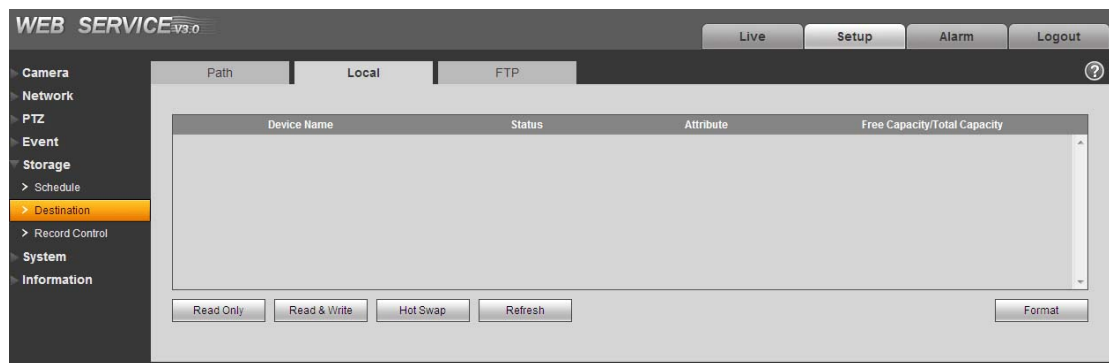 WEB SERVICE V3.0
Live Setup Alarm Logout
Camera
Network
PTZ
Event
Storage
> Schedule
> Destination
> Record Control
System
Information
Path Local FTP
?
Device Name Status Attribute Free Capacity/Total Capacity
Read Only Read & Write Hot Swap Refresh Format